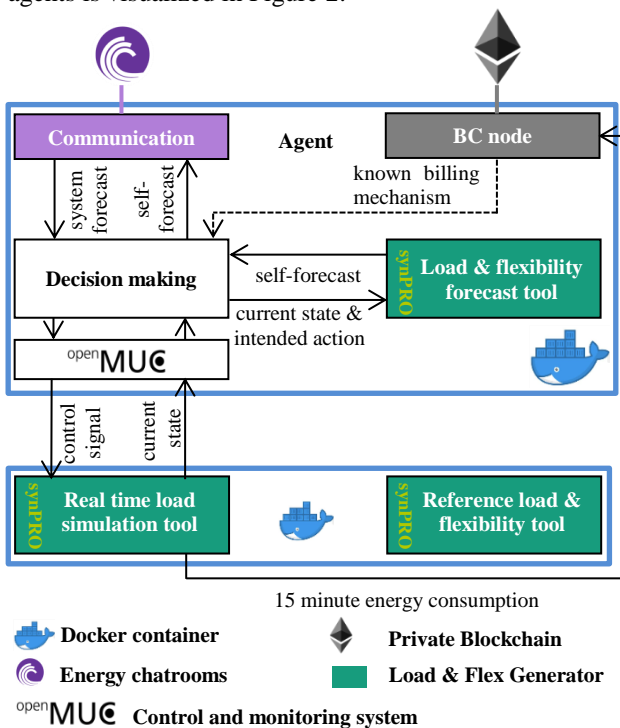 agents is visualized in Figure 2.
Communication
Agent
BC node
system
forecast
self-
forecast
known billing
mechanism
Decision making
self-forecast
current state &
intended action
synPRO
Load & flexibility
forecast tool
openMUC
control
signal
current
state
synPRO
Real time load
simulation tool
synPRO
Reference load &
flexibility tool
15 minute energy consumption
Docker container
Private Blockchain
Energy chatrooms
Load & Flex Generator
openMUC Control and monitoring system